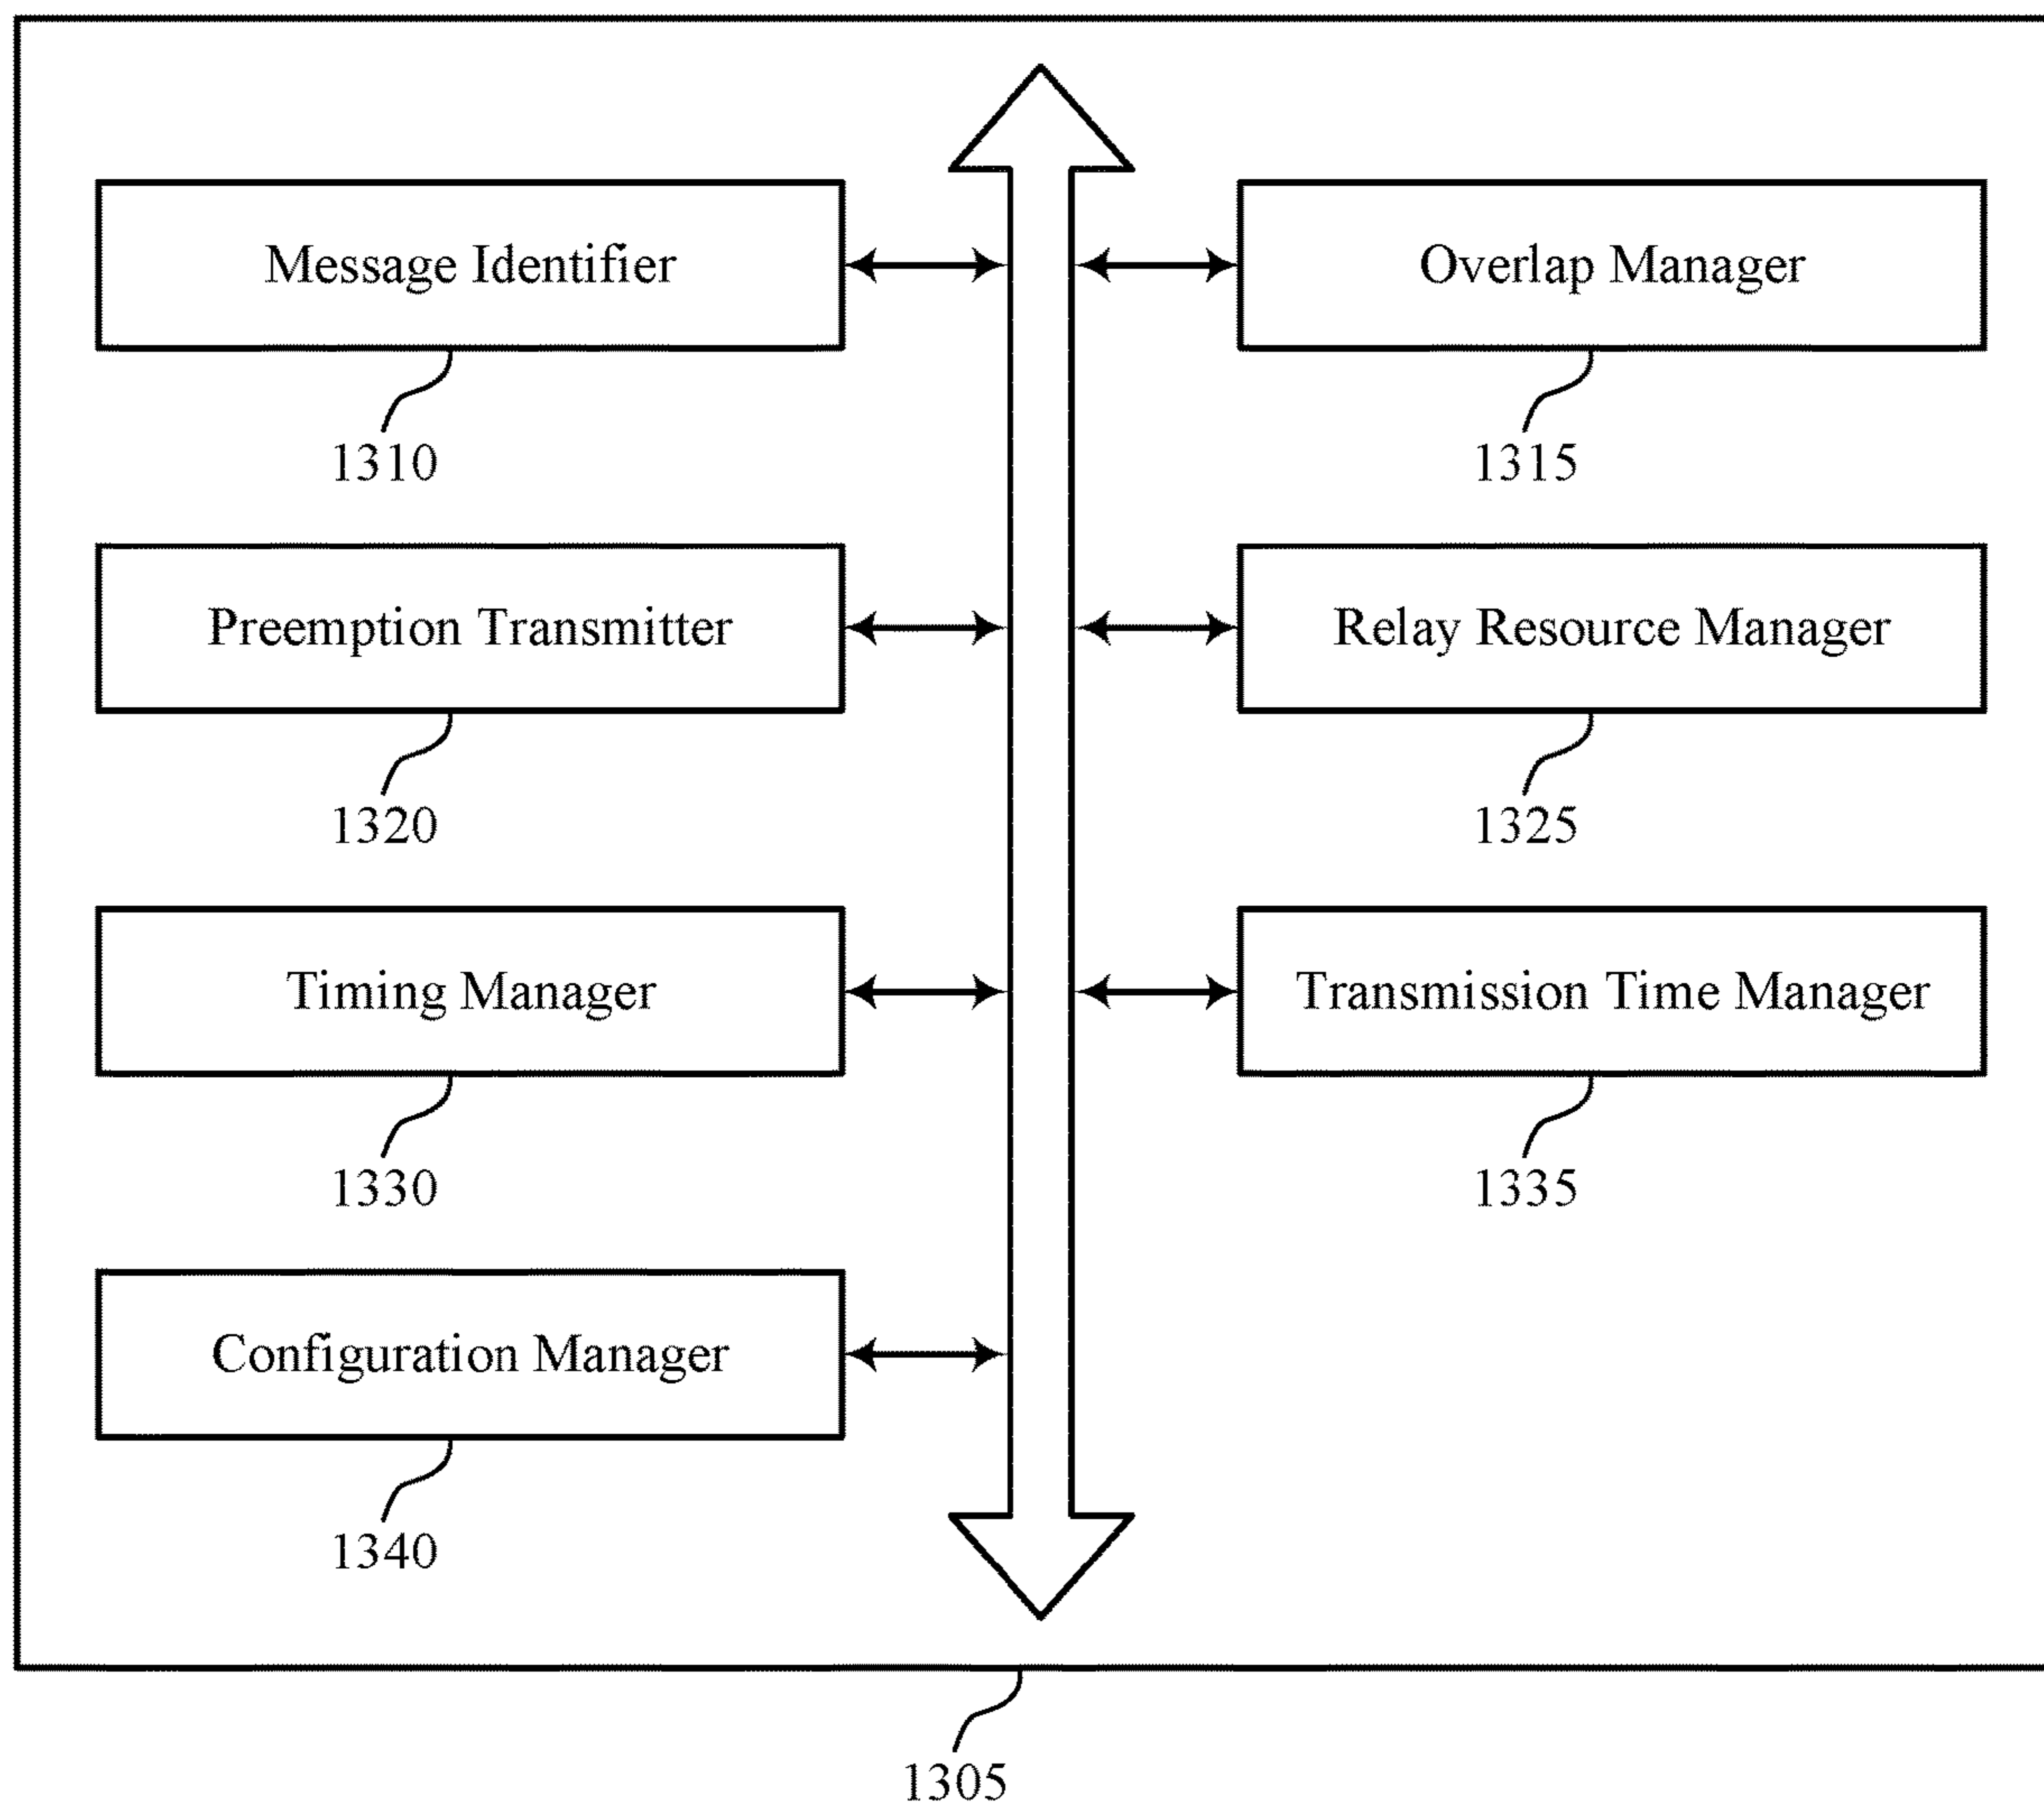 Message Identifier
Overlap Manager
1310
1315
Preemption Transmitter
Relay Resource Manager
1320
1325
Timing Manager
Transmission Time Manager
1330
1335
Configuration Manager
1340
1305